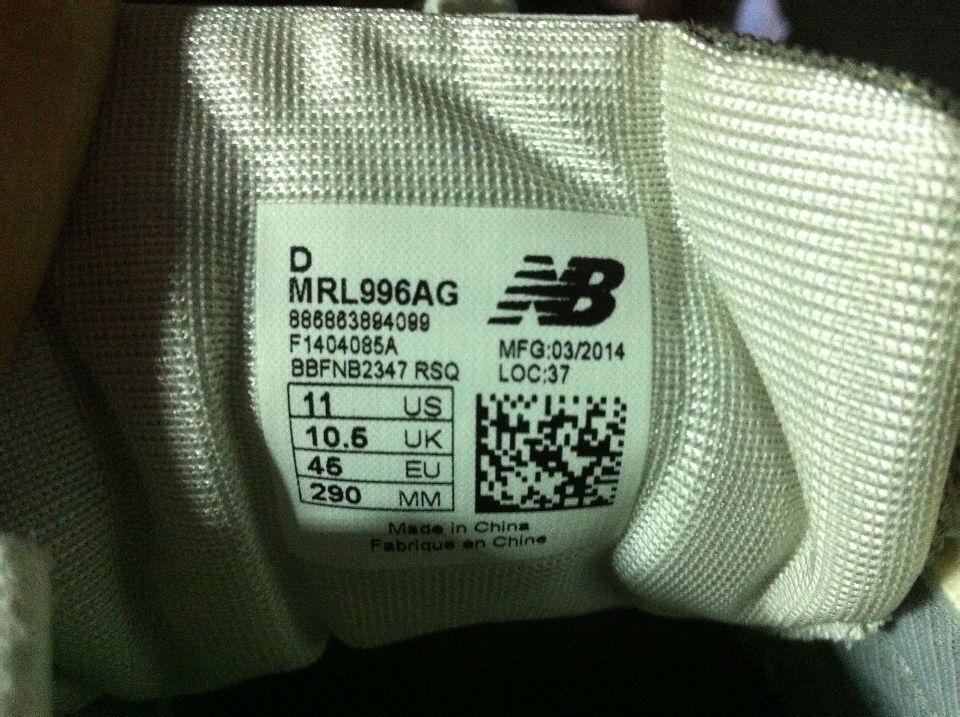 D
MRL996AG
886863894099
F1404085A
BBFNB2347 RSQ
NB
MFG:03/2014
LOC:37
11 US
10.5 UK
45 EU
290 MM
Made in China
Fabrique en Chine